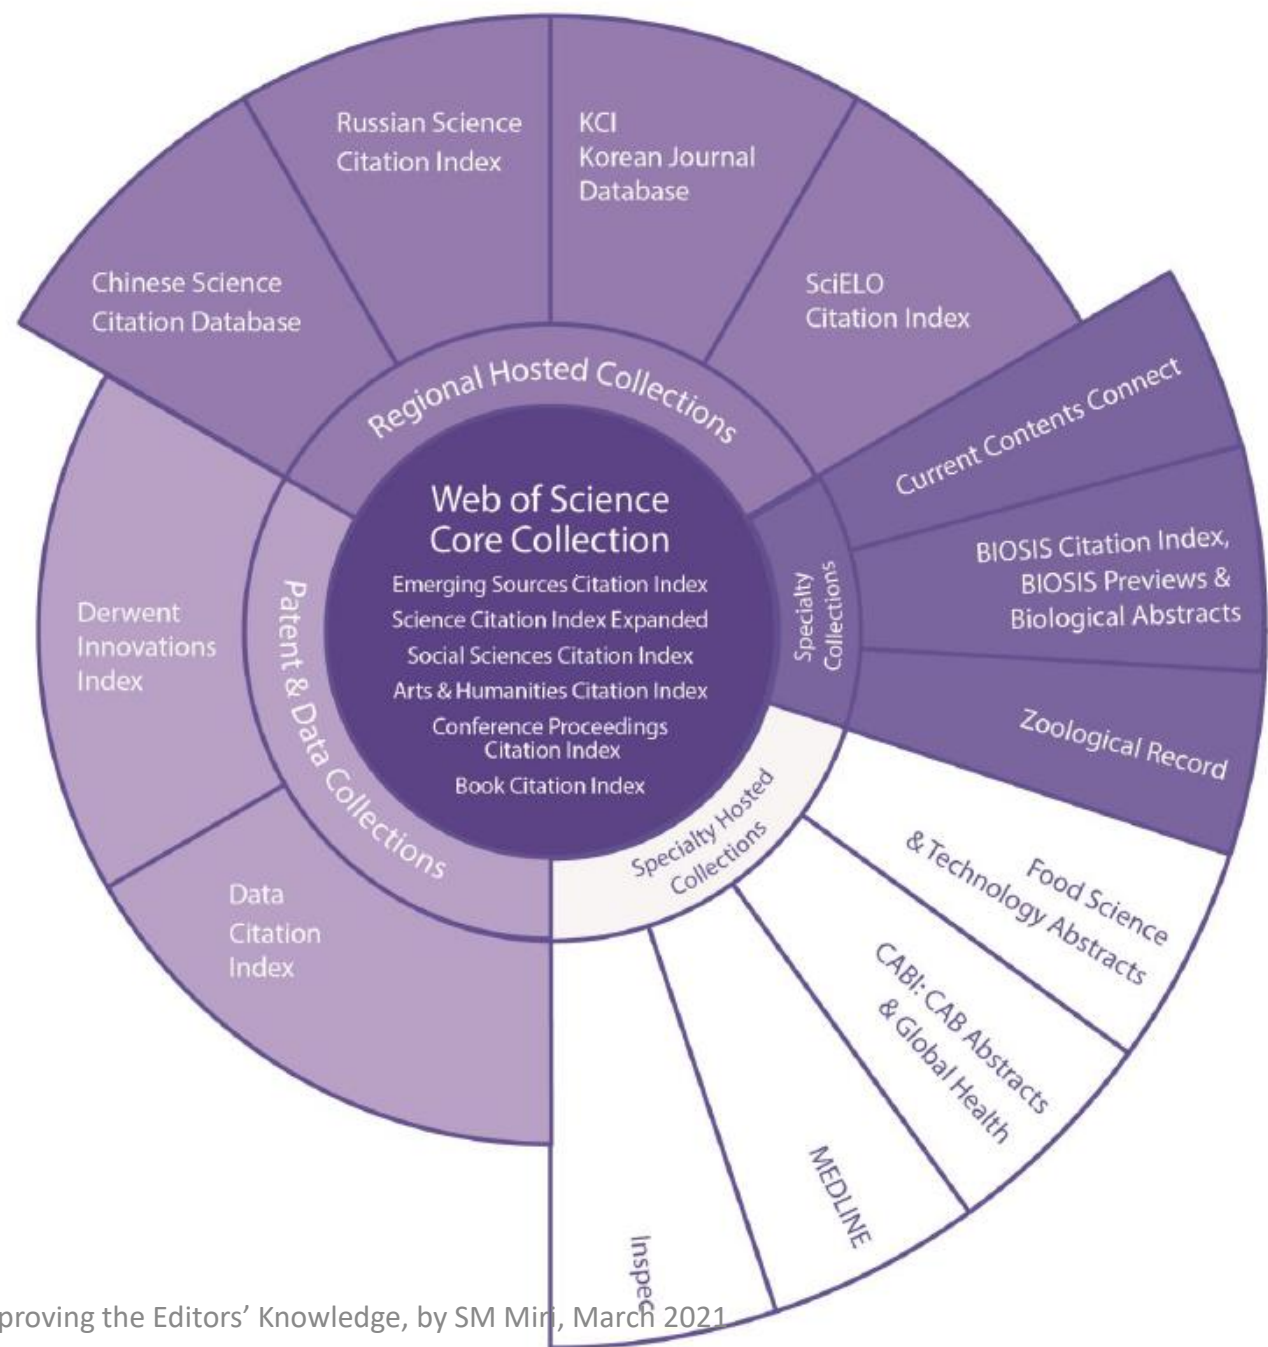 Russian Science
Citation Index
KCI
Korean Journal
Database
Chinese Science
Citation Database
SciELO
Citation Index
Regional Hosted Collections
Current Contents Connect
BIOSIS Citation Index,
BIOSIS Previews &
Biological Abstracts
Zoological Record
Specialty
Collections
Web of Science
Core Collection
Emerging Sources Citation Index
Science Citation Index Expanded
Social Sciences Citation Index
Arts & Humanities Citation Index
Conference Proceedings
Citation Index
Book Citation Index
Patent & Data Collections
Derwent
Innovations
Index
Data
Citation
Index
Specialty Hosted
Collections
Food Science
& Technology Abstracts
CABI: CAB Abstracts
& Global Health
MEDLINE
Inspec
proving the Editors’ Knowledge, by SM Miri, March 2021